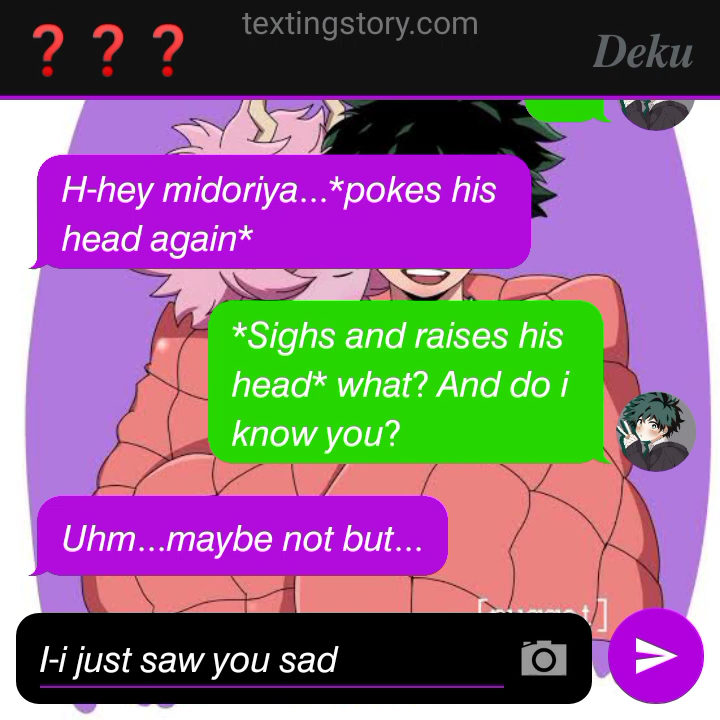 textingstory.com
❓❓❓
Deku
H-hey midoriya...*pokes his
head again*
*Sighs and raises his
head* what? And do i
know you?
Uhm...maybe not but...
I-i just saw you sad